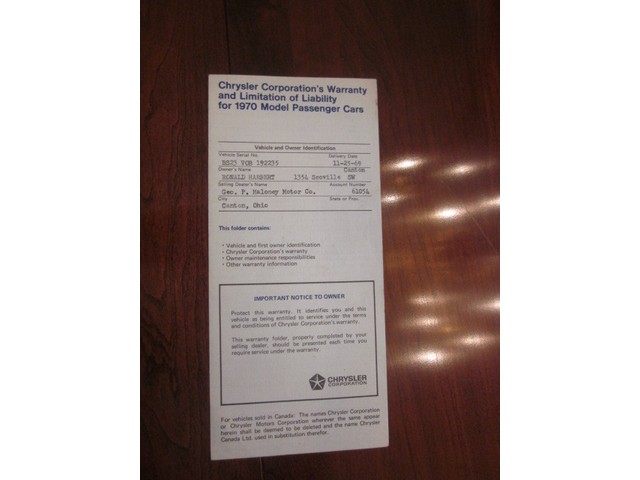 Chrysler Corporation's Warranty
and Limitation of Liability
for 1970 Model Passenger Cars
Vehicle and Owner Identification
Vehicle Serial No. Delivery Date
BS23 VOB 192235 11-25-69
Owner's Name Canton
RONALD 1354 Scoville SW
Selling Dealer's Name Account Number
Geo. F. Maloney Motor Co. 61054
City State or Prov.
Canton, Ohio
This folder contains:
• Vehicle and first owner identification
• Chrysler Corporation's warranty
• Owner maintenance responsibilities
• Other warranty information
IMPORTANT NOTICE TO OWNER
Protect this warranty. It identifies you and this
vehicle as being entitled to service under the terms
and conditions of Chrysler Corporation's warranty.
This warranty folder, properly completed by your
selling dealer, should be presented each time you
require service under the warranty.
CHRYSLER
CORPORATION
For vehicles sold in Canada: The names Chrysler Corporation
or Chrysler Motors Corporation wherever the same appear
herein shall be deemed to be deleted and the name Chrysler
Canada Ltd. used in substitution therefor.